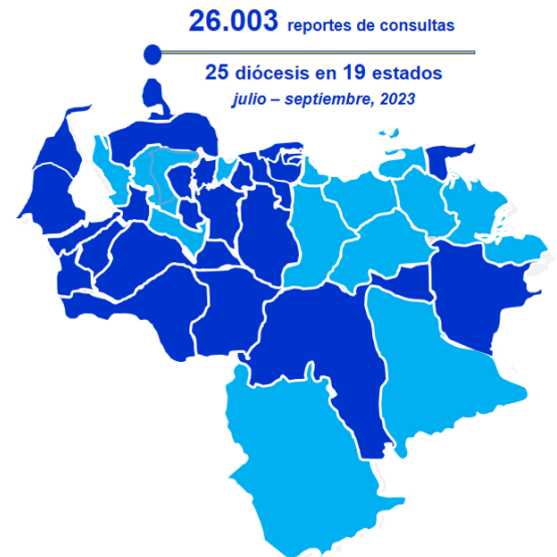 26.003 reportes de consultas
25 diócesis en 19 estados
julio – septiembre, 2023